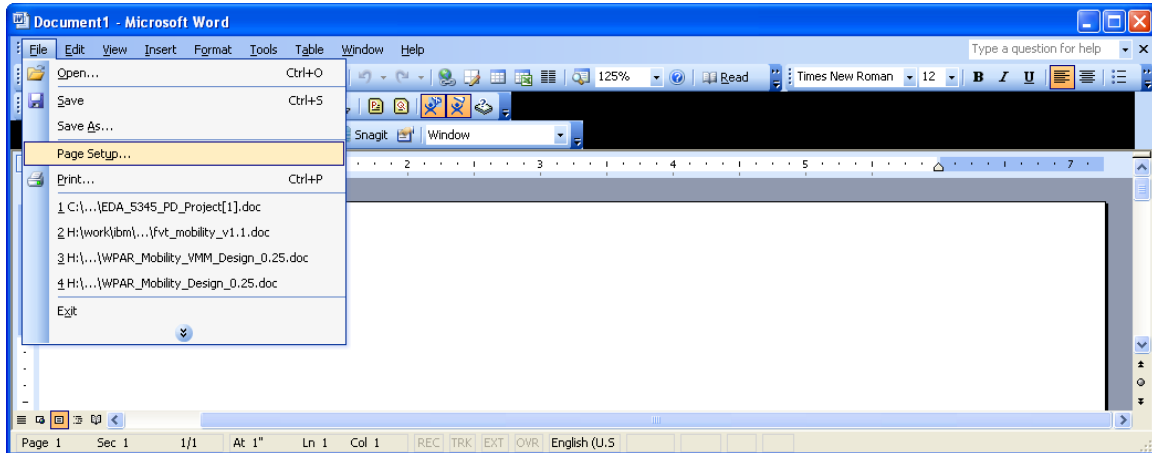 Document1 - Microsoft Word
File Edit View Insert Format Tools Table Window Help Type a question for help
Open... Ctrl+O 125% Read Times New Roman 12 B I U
Save Ctrl+S
Save As...
Snagit Window
Page Setup...
2 3 4 5 7
Print... Ctrl+P
1 C:\...\EDA_5345_PD_Project[1].doc
2 H:\work\ibm\...\fvt_mobility_v1.1.doc
3 H:\...\WPAR_Mobility_VMM_Design_0.25.doc
4 H:\...\WPAR_Mobility_Design_0.25.doc
Exit
Page 1 Sec 1 1/1 At 1" Ln 1 Col 1 REC TRK EXT OVR English (U.S